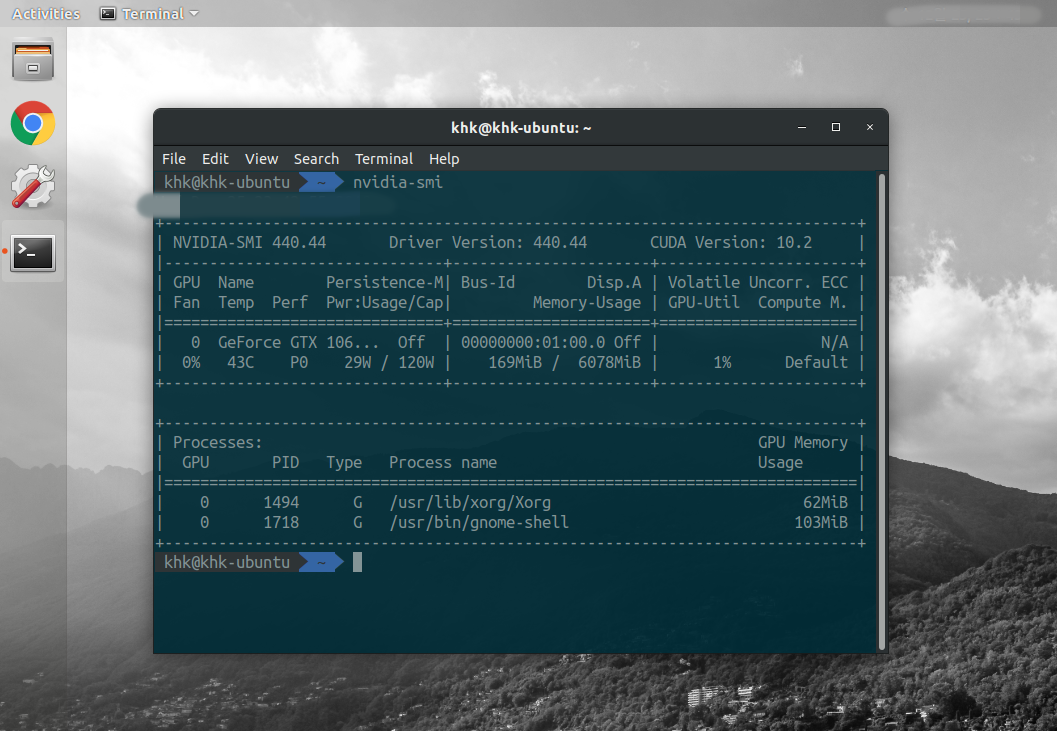 Activities Terminal
khk@khk-ubuntu: ~
File Edit View Search Terminal Help
khk@khk-ubuntu ~ nvidia-smi
+-----------------------------------------------------------------------------+
| NVIDIA-SMI 440.44       Driver Version: 440.44       CUDA Version: 10.2     |
|-------------------------------+----------------------+----------------------+
| GPU  Name        Persistence-M| Bus-Id        Disp.A | Volatile Uncorr. ECC |
| Fan  Temp  Perf  Pwr:Usage/Cap|         Memory-Usage | GPU-Util  Compute M. |
|===============================+======================+======================|
|   0  GeForce GTX 106...  Off  | 00000000:01:00.0 Off |                  N/A |
|  0%   43C    P0    29W / 120W |    169MiB /  6078MiB |      1%      Default |
+-------------------------------+----------------------+----------------------+
+-----------------------------------------------------------------------------+
| Processes:                                                       GPU Memory |
|  GPU       PID   Type   Process name                             Usage      |
|=============================================================================|
|    0      1494      G   /usr/lib/xorg/Xorg                            62MiB |
|    0      1718      G   /usr/bin/gnome-shell                         103MiB |
+-----------------------------------------------------------------------------+
khk@khk-ubuntu ~